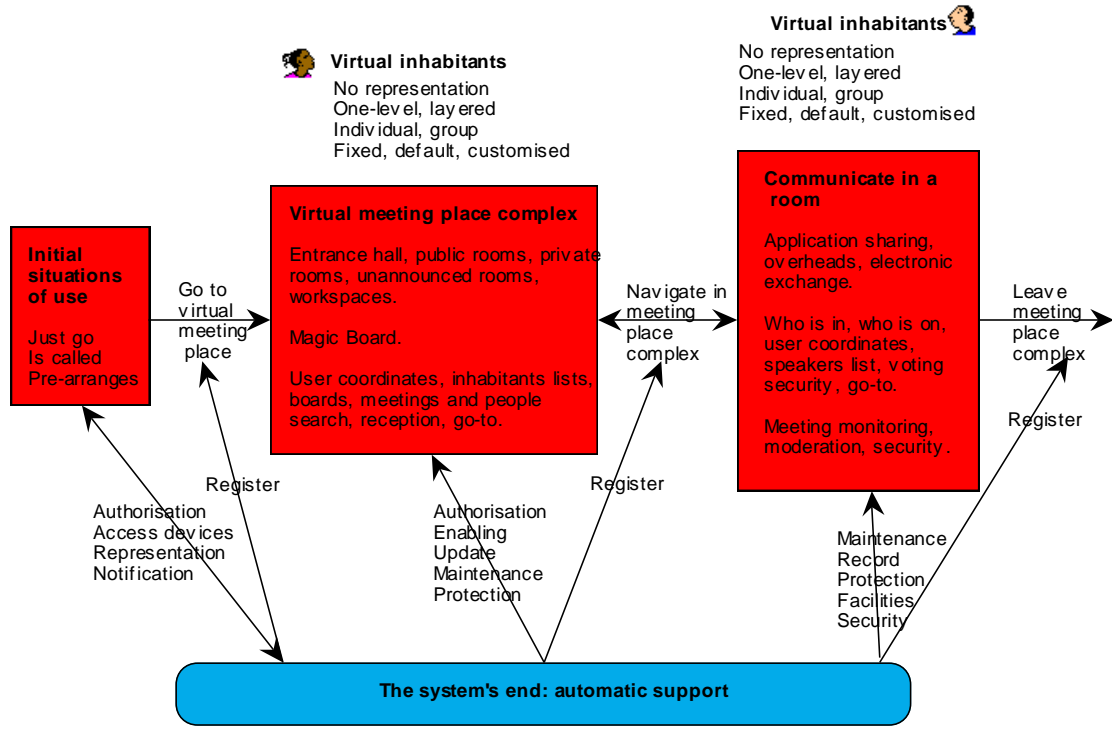 Virtual inhabitants
No representation
One-level, layered
Individual, group
Fixed, default, customised
Virtual inhabitants
No representation
One-level, layered
Individual, group
Fixed, default, customised
Initial
situations
of use
Just go
Is called
Pre-arranges
Go to
virtual
meeting
place
Virtual meeting place complex
Entrance hall, public rooms, private
rooms, unannounced rooms,
workspaces.
Magic Board.
User coordinates, inhabitants lists,
boards, meetings and people
search, reception, go-to.
Navigate in
meeting
place
complex
Communicate in a
room
Application sharing,
overheads, electronic
exchange.
Who is in, who is on,
user coordinates,
speakers list, voting
security, go-to.
Meeting monitoring,
moderation, security.
Leave
meeting
place
complex
Register
Register
Register
Authorisation
Access devices
Representation
Notification
Authorisation
Enabling
Update
Maintenance
Protection
Maintenance
Record
Protection
Facilities
Security
The system's end: automatic support